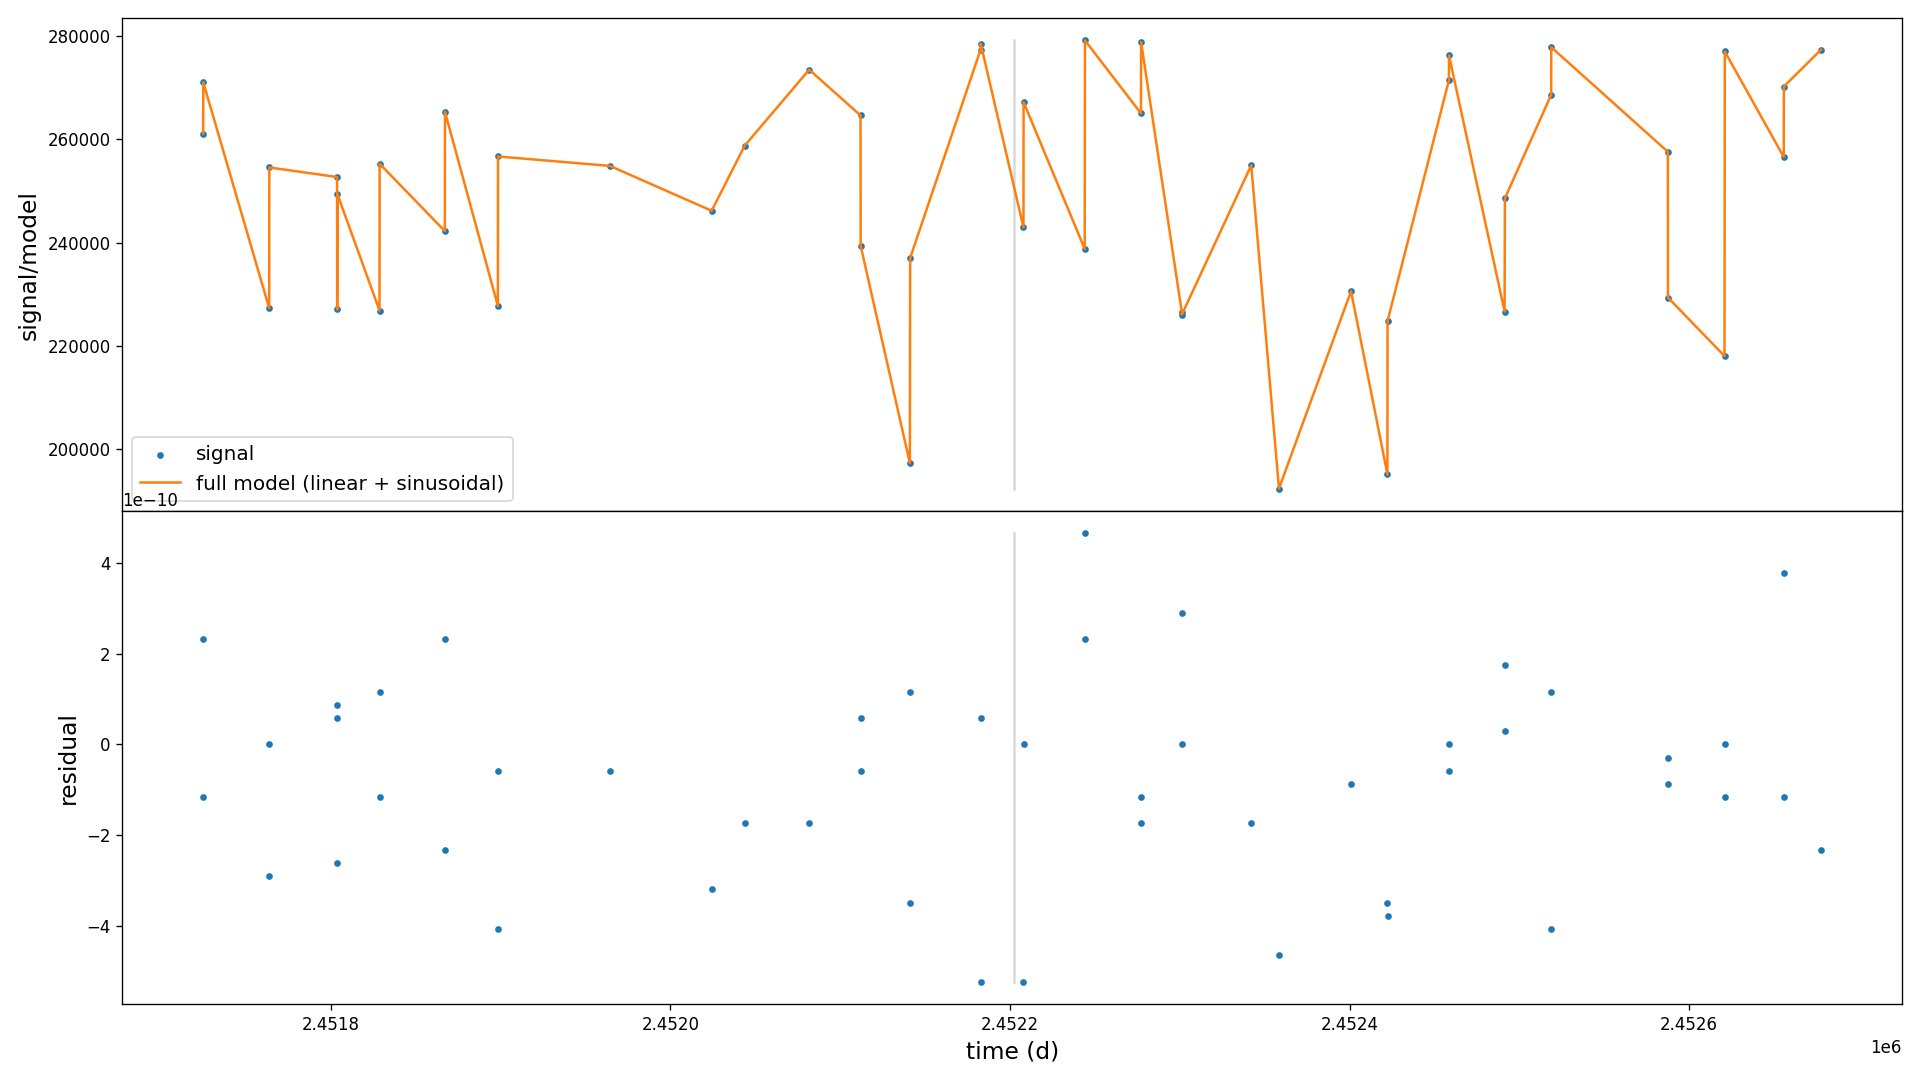 280000
260000
240000
220000
200000
signal/model
signal
full model (linear + sinusoidal)
1e−10
4
2
0
−2
−4
residual
2.4518
2.4520
2.4522
2.4524
2.4526
time (d)
1e6